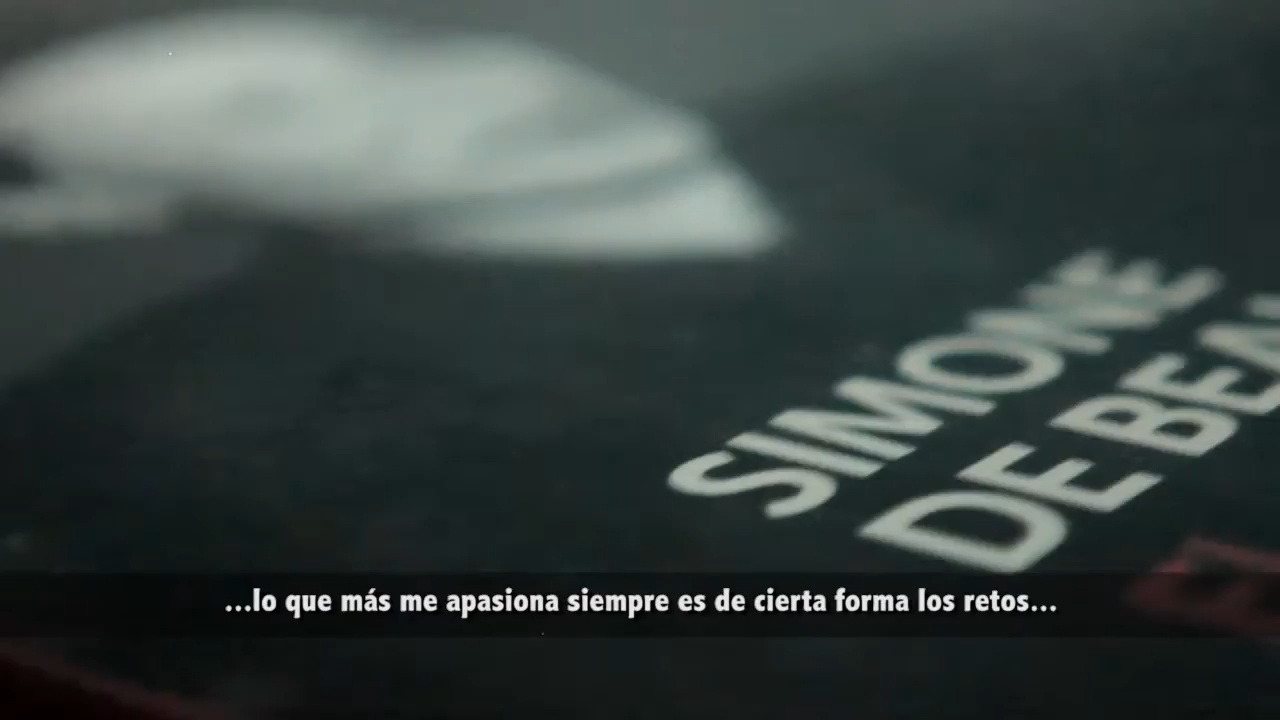 SIMONE
DE BEA
...lo que más me apasiona siempre es de cierta forma los retos...